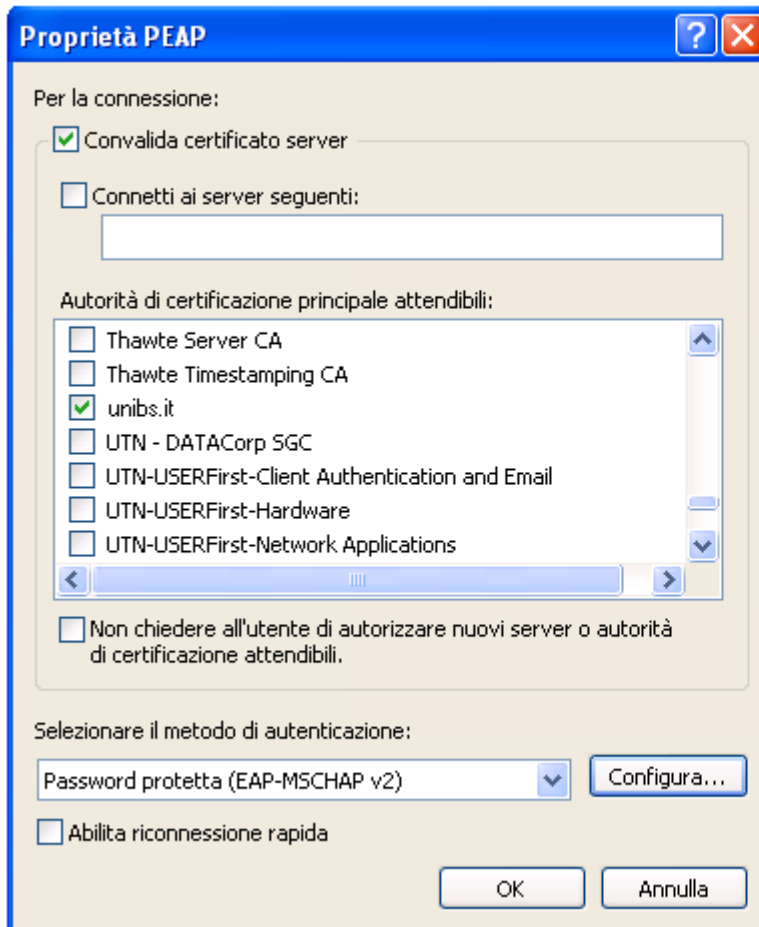 Proprietà PEAP
Per la connessione:
Convalida certificato server
Connetti ai server seguenti:
Autorità di certificazione principale attendibili:
Thawte Server CA
Thawte Timestamping CA
unibs.it
UTN - DATACorp SGC
UTN-USERFirst-Client Authentication and Email
UTN-USERFirst-Hardware
UTN-USERFirst-Network Applications
Non chiedere all'utente di autorizzare nuovi server o autorità
di certificazione attendibili.
Selezionare il metodo di autenticazione:
Password protetta (EAP-MSCHAP v2)
Configura...
Abilita riconnessione rapida
OK
Annulla